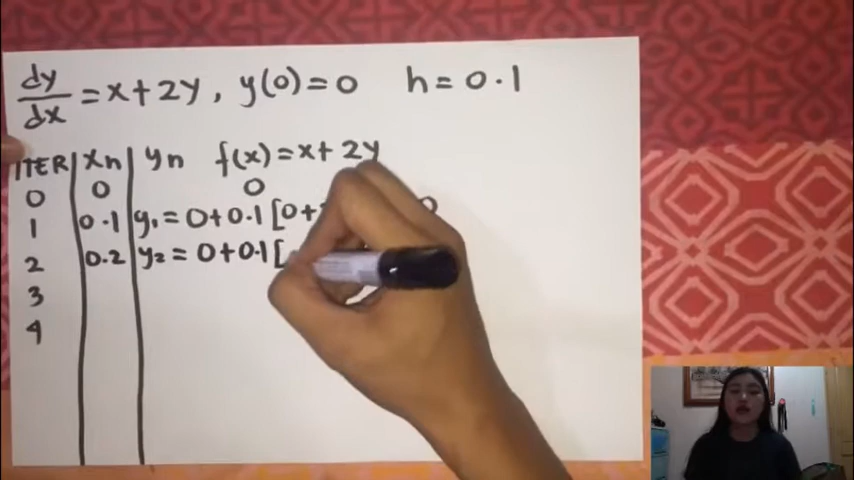 dy/dx = x + 2y , y(0) = 0 h = 0.1
ITER xn yn f(x) = x + 2y
0 0 0
1 0.1 y₁ = 0 + 0.1 [0 +
2 0.2 y₂ = 0 + 0.1 [
3
4